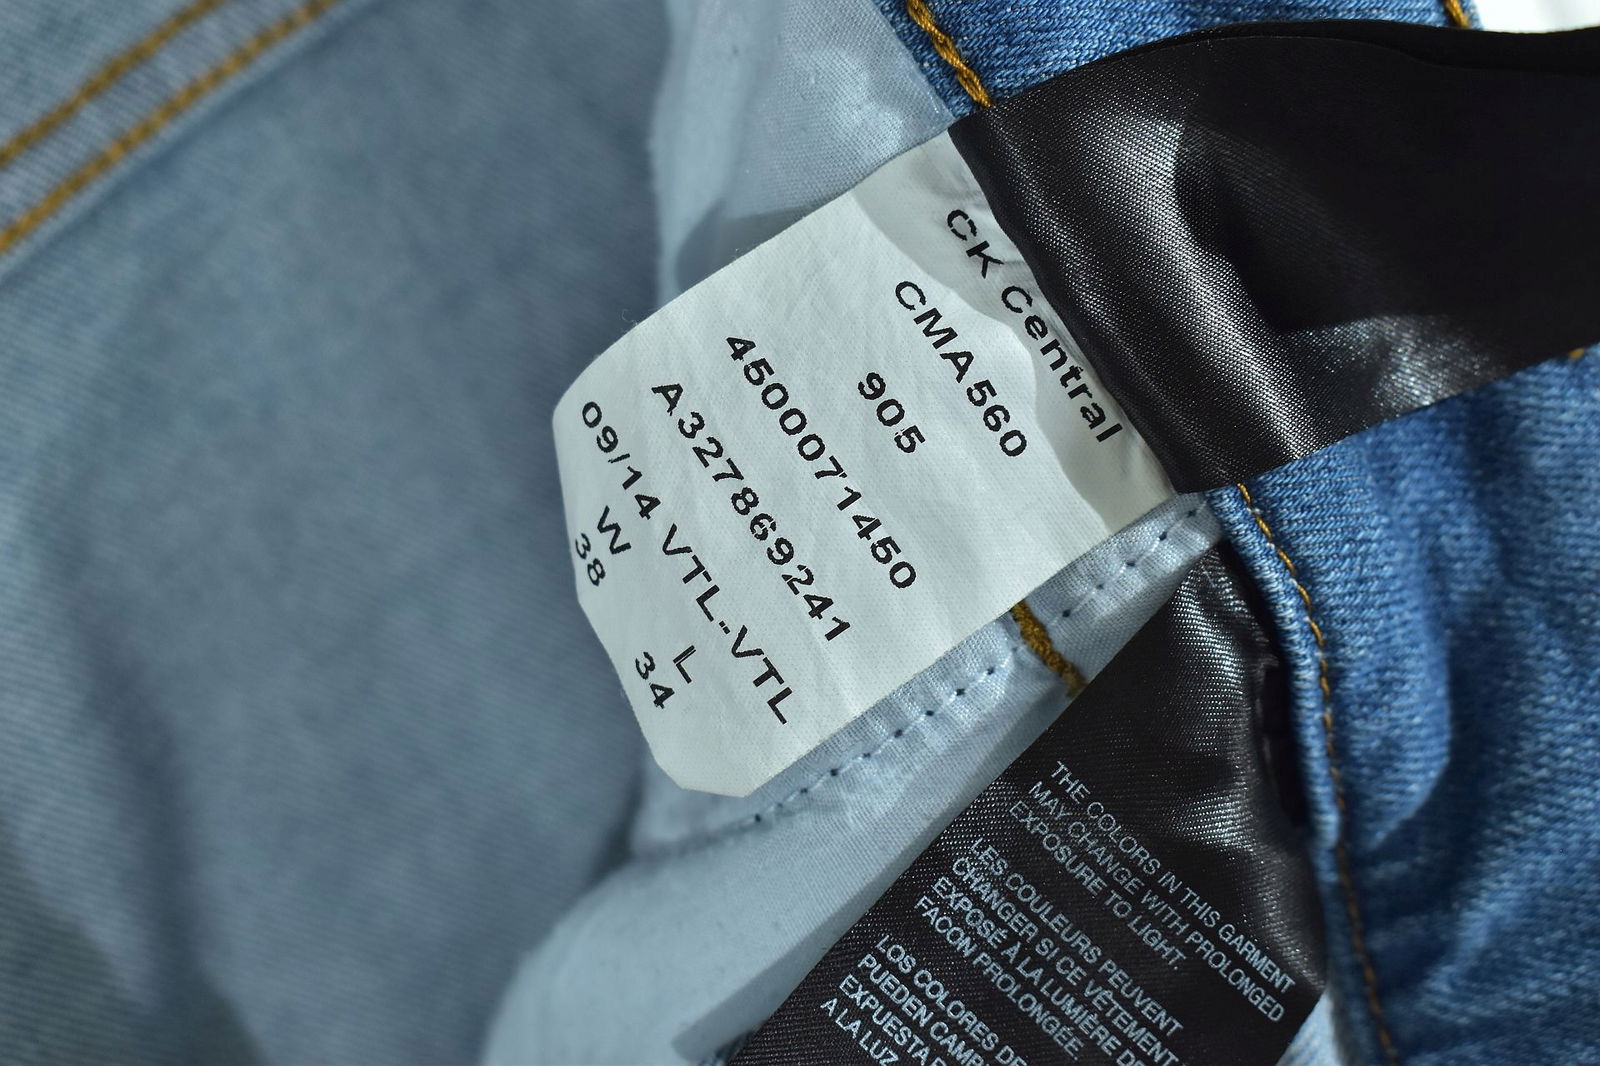 CK Central
CMA560
905
4500071450
A327869241
09/14 VTL..VTL
W L
38 34
THE COLORS IN THIS GARMENT
MAY CHANGE WITH PROLONGED
EXPOSURE TO LIGHT.
LES COULEURS PEUVENT
CHANGER SI CE VÊTEMENT
EXPOSÉ À LA LUMIÈRE DE
FACON PROLONGÉE.
LOS COLORES DE
PUEDEN CAMBI
EXPUESTA
A LA LUZ